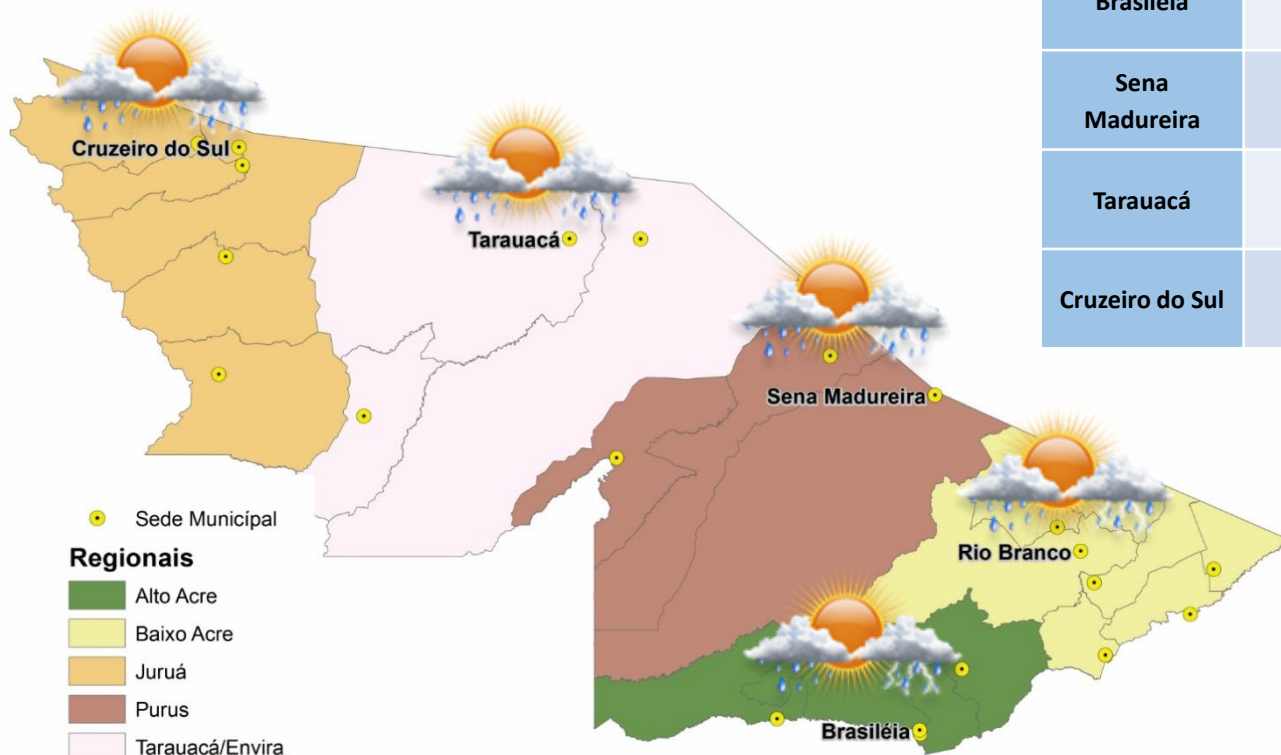 Brasiléia
Sena
Madureira
Tarauacá
Cruzeiro do Sul
Cruzeiro do Sul
Tarauacá
Sena Madureira
Rio Branco
Brasiléia
Sede Municípal
Regionais
Alto Acre
Baixo Acre
Juruá
Purus
Tarauacá/Envira